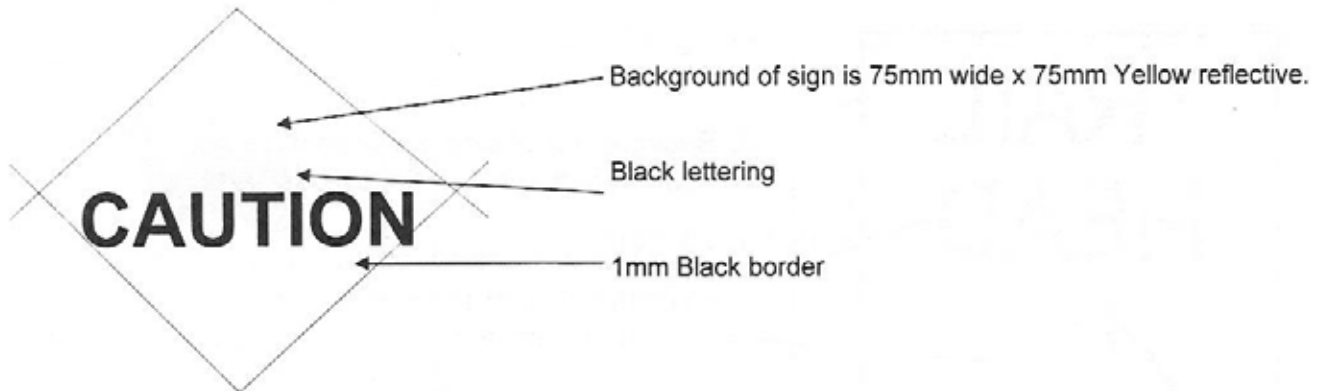 Background of sign is 75mm wide x 75mm Yellow reflective.
Black lettering
CAUTION
1mm Black border